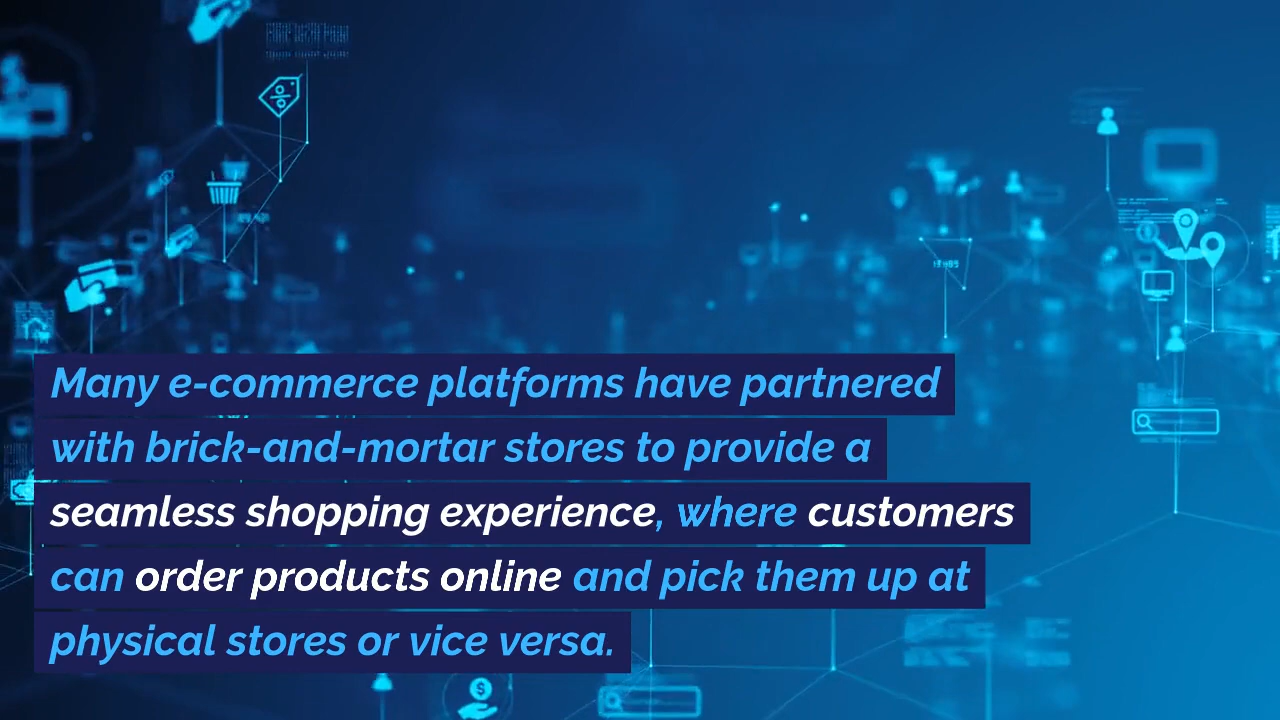 Many e-commerce platforms have partnered
with brick-and-mortar stores to provide a
seamless shopping experience, where customers
can order products online and pick them up at
physical stores or vice versa.